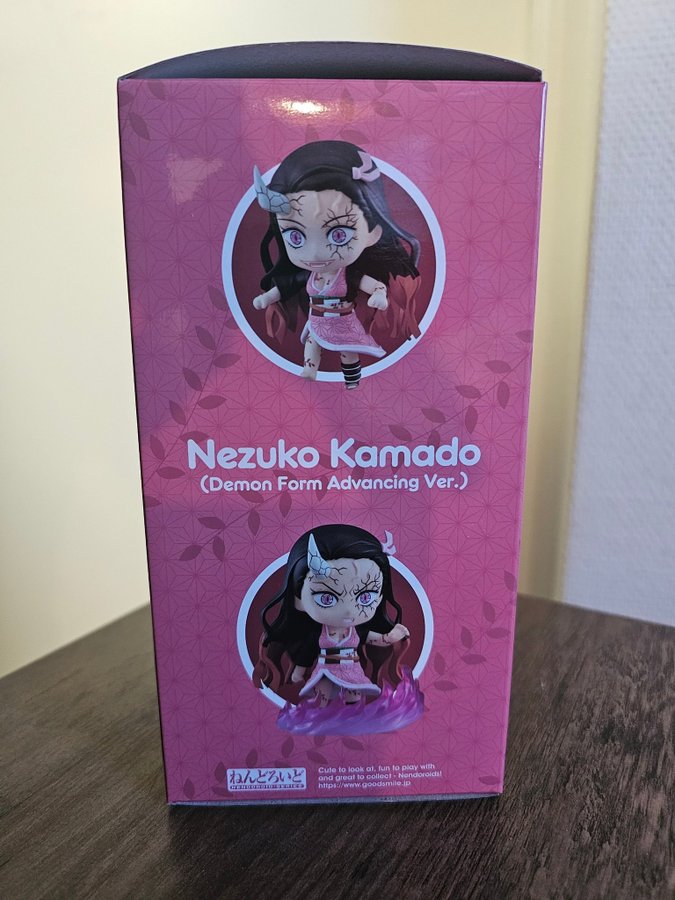 Nezuko Kamado
(Demon Form Advancing Ver.)
ねんどろいど
NENDOROID SERIES
Cute to look at, fun to play with
and great to collect - Nendoroids!
https://www.goodsmile.jp